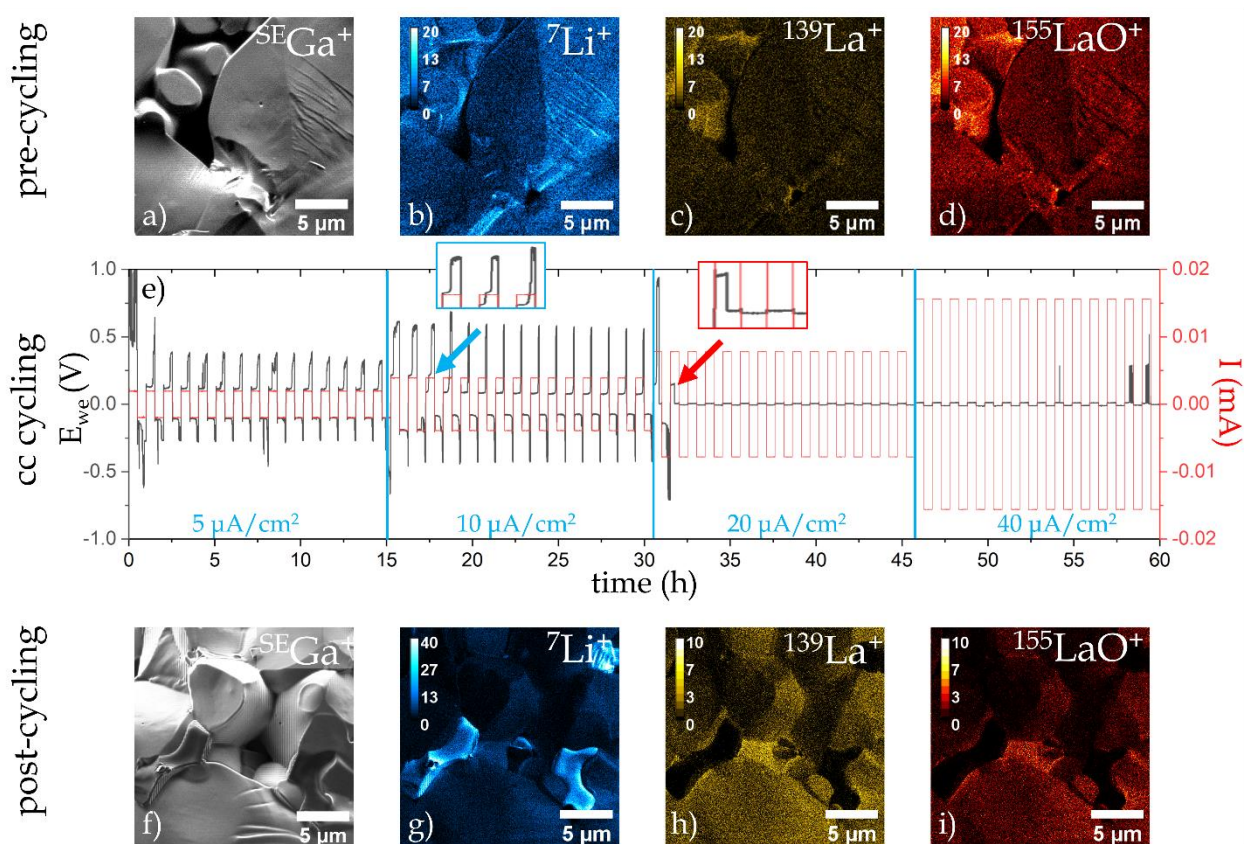 pre-cycling
SEGa⁺
a)
5 µm
⁷Li⁺
20
13
7
0
b)
5 µm
¹³⁹La⁺
20
13
7
0
c)
5 µm
¹⁵⁵LaO⁺
20
13
7
0
d)
5 µm
cc cycling
e)
E_we (V)
1.0
0.5
0.0
-0.5
-1.0
5 µA/cm²
10 µA/cm²
20 µA/cm²
40 µA/cm²
0.02
0.01
0.00
-0.01
-0.02
I (mA)
0 5 10 15 20 25 30 35 40 45 50 55 60
time (h)
post-cycling
SEGa⁺
f)
5 µm
⁷Li⁺
40
27
13
0
g)
5 µm
¹³⁹La⁺
10
7
3
0
h)
5 µm
¹⁵⁵LaO⁺
10
7
3
0
i)
5 µm